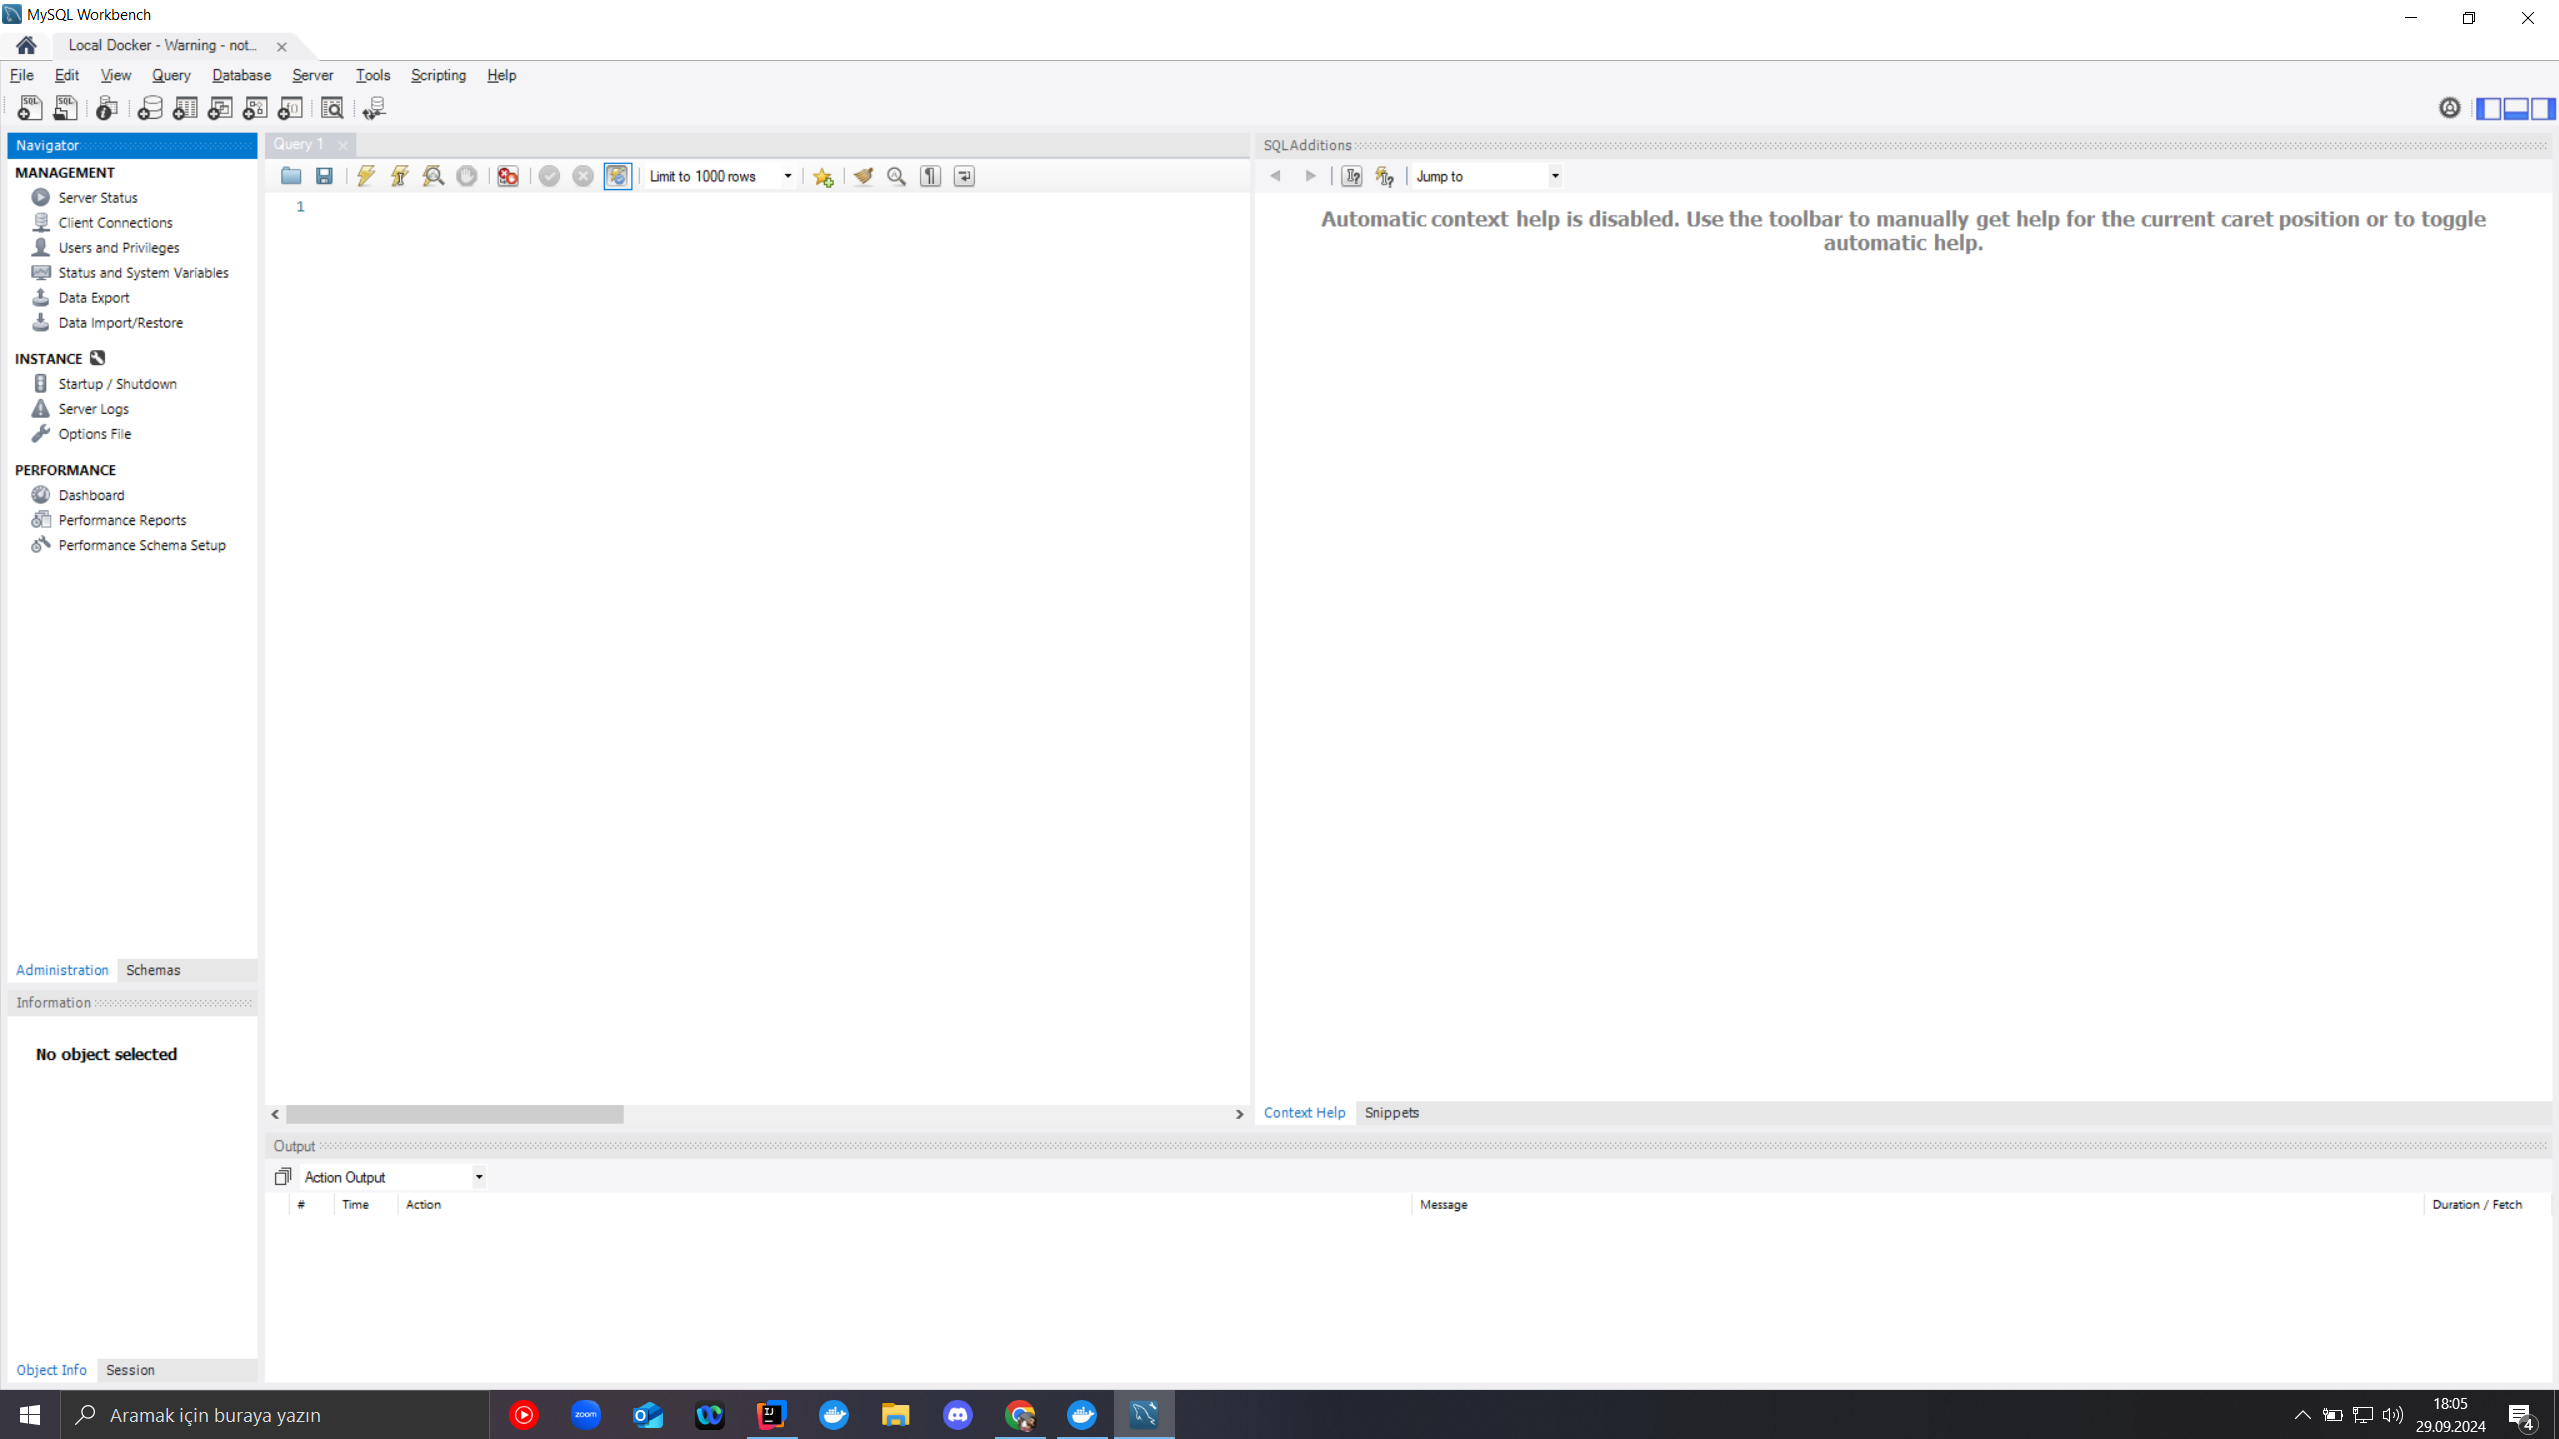 MySQL Workbench
Local Docker - Warning - not...
File Edit View Query Database Server Tools Scripting Help
Navigator
MANAGEMENT
Server Status
Client Connections
Users and Privileges
Status and System Variables
Data Export
Data Import/Restore
INSTANCE
Startup / Shutdown
Server Logs
Options File
PERFORMANCE
Dashboard
Performance Reports
Performance Schema Setup
Administration Schemas
Information
No object selected
Object Info Session
Query 1
Limit to 1000 rows
1
SQLAdditions
Jump to
Automatic context help is disabled. Use the toolbar to manually get help for the current caret position or to toggle
automatic help.
Context Help Snippets
Output
Action Output
# Time Action Message Duration / Fetch
Aramak için buraya yazın
zoom
18:05
29.09.2024
4